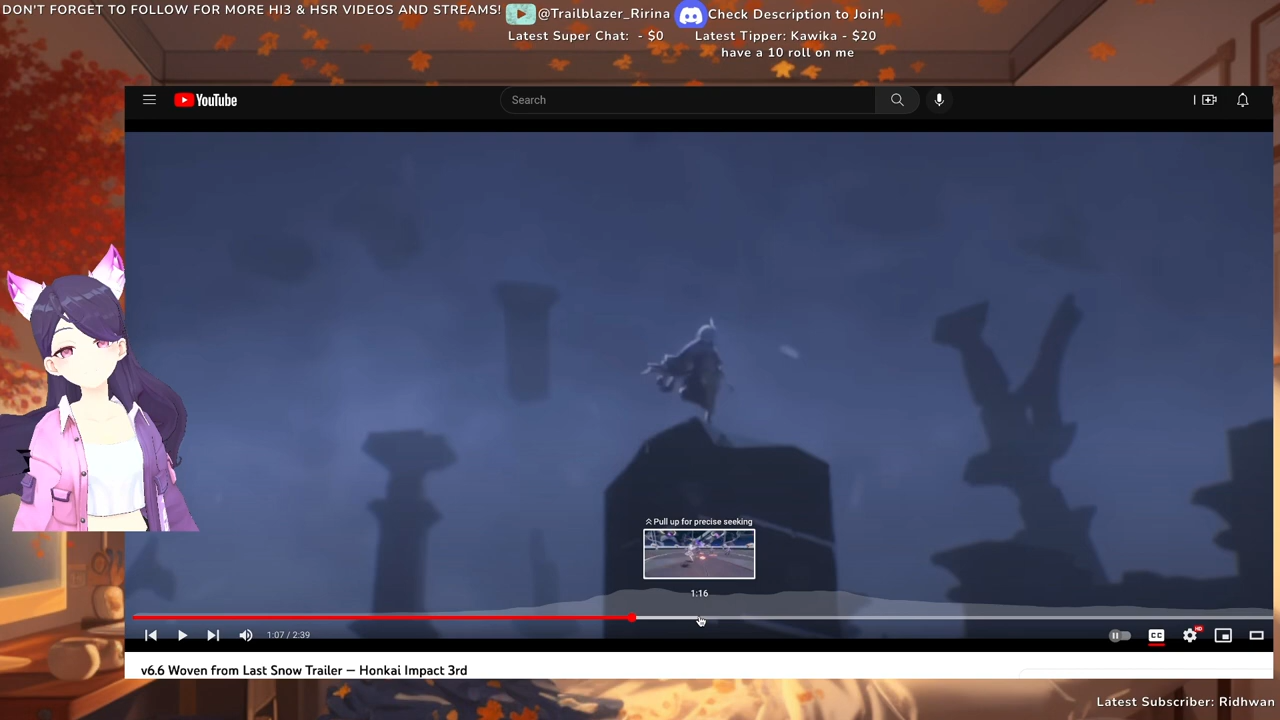 DON'T FORGET TO FOLLOW FOR MORE HI3 & HSR VIDEOS AND STREAMS!
@Trailblazer_Ririna
Check Description to Join!
Latest Super Chat:  - $0
Latest Tipper: Kawika - $20
have a 10 roll on me
YouTube
Search
Pull up for precise seeking
1:16
1:07 / 2:39
CC
HD
v6.6 Woven from Last Snow Trailer — Honkai Impact 3rd
Latest Subscriber: Ridhwan